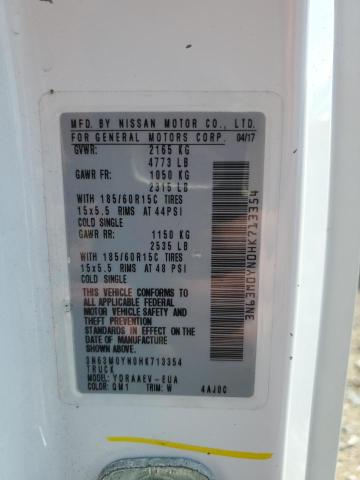 MFD. BY NISSAN MOTOR CO., LTD.
FOR GENERAL MOTORS CORP. 04/17
GVWR: 2165 KG
4773 LB
GAWR FR: 1050 KG
2315 LB
WITH 185/60R15C TIRES
15x5.5 RIMS AT 44PSI
COLD SINGLE
GAWR RR: 1150 KG
2535 LB
WITH 185/60R15C TIRES
15x5.5 RIMS AT 48 PSI
COLD SINGLE
THIS VEHICLE CONFORMS TO
ALL APPLICABLE FEDERAL
MOTOR VEHICLE SAFETY AND
THEFT PREVENTION
STANDARDS IN EFFECT ON THE
DATE OF MANUFACTURE
SHOWN ABOVE
3N63M0YN0HK713354
TRUCK
MODEL: YDRAAEV-EUA
COLOR: QM1 TRIM: W 4AJ0C